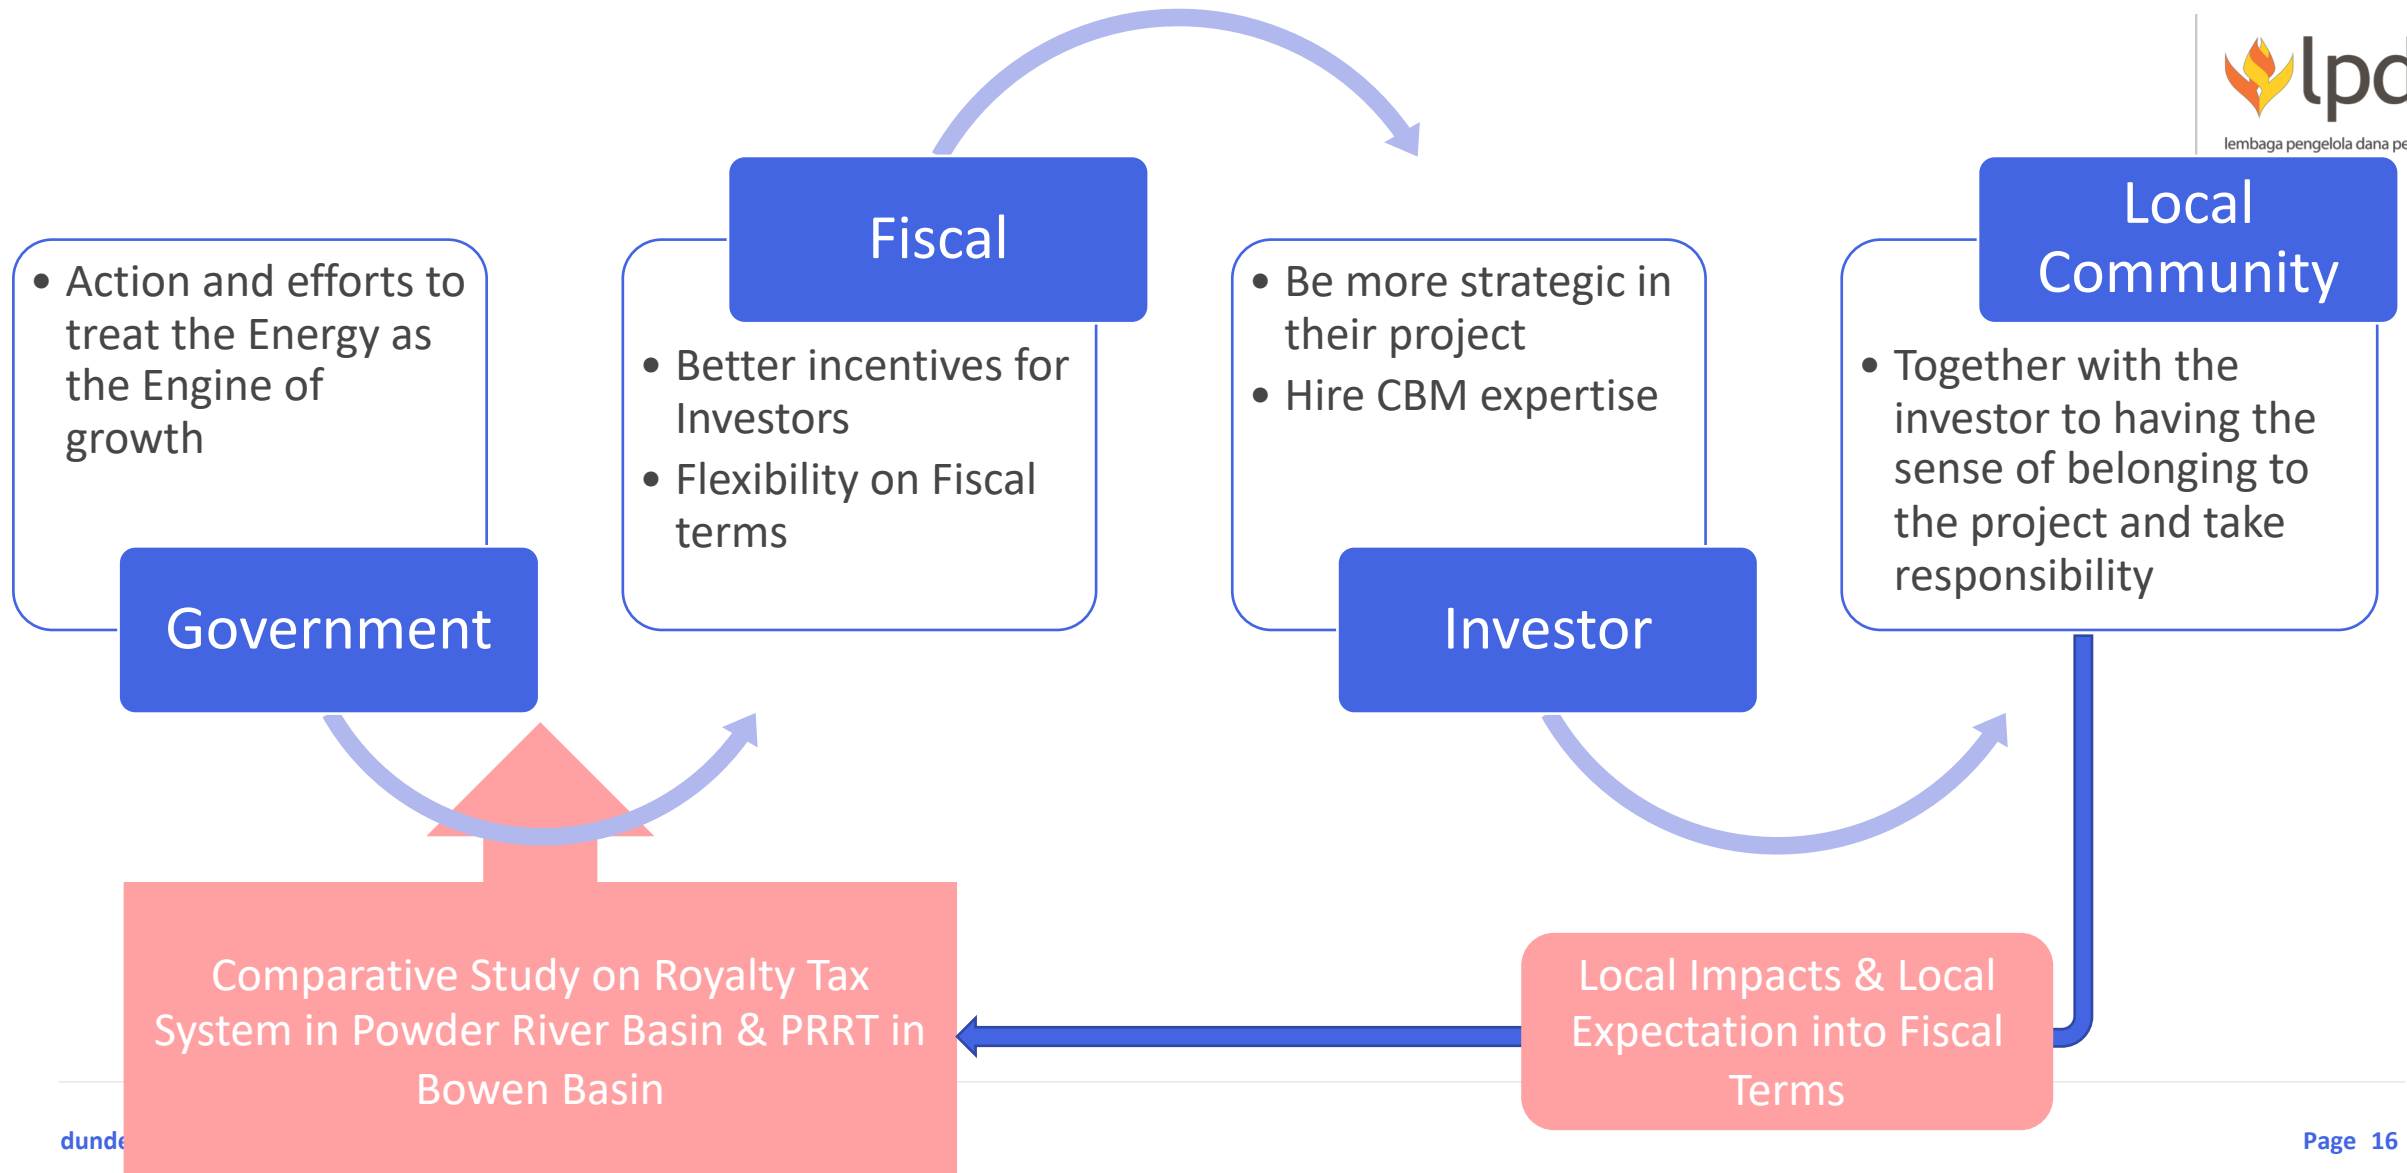 • Action and efforts to
treat the Energy as
the Engine of
growth
Government
Fiscal
• Better incentives for
Investors
• Flexibility on Fiscal
terms
• Be more strategic in
their project
• Hire CBM expertise
Investor
lembaga pengelola dana
Local
Community
• Together with the
investor to having the
sense of belonging to
the project and take
responsibility
Comparative Study on Royalty Tax
System in Powder River Basin & PRRT in
Bowen Basin
Local Impacts & Local
Expectation into Fiscal
Terms
Page 16